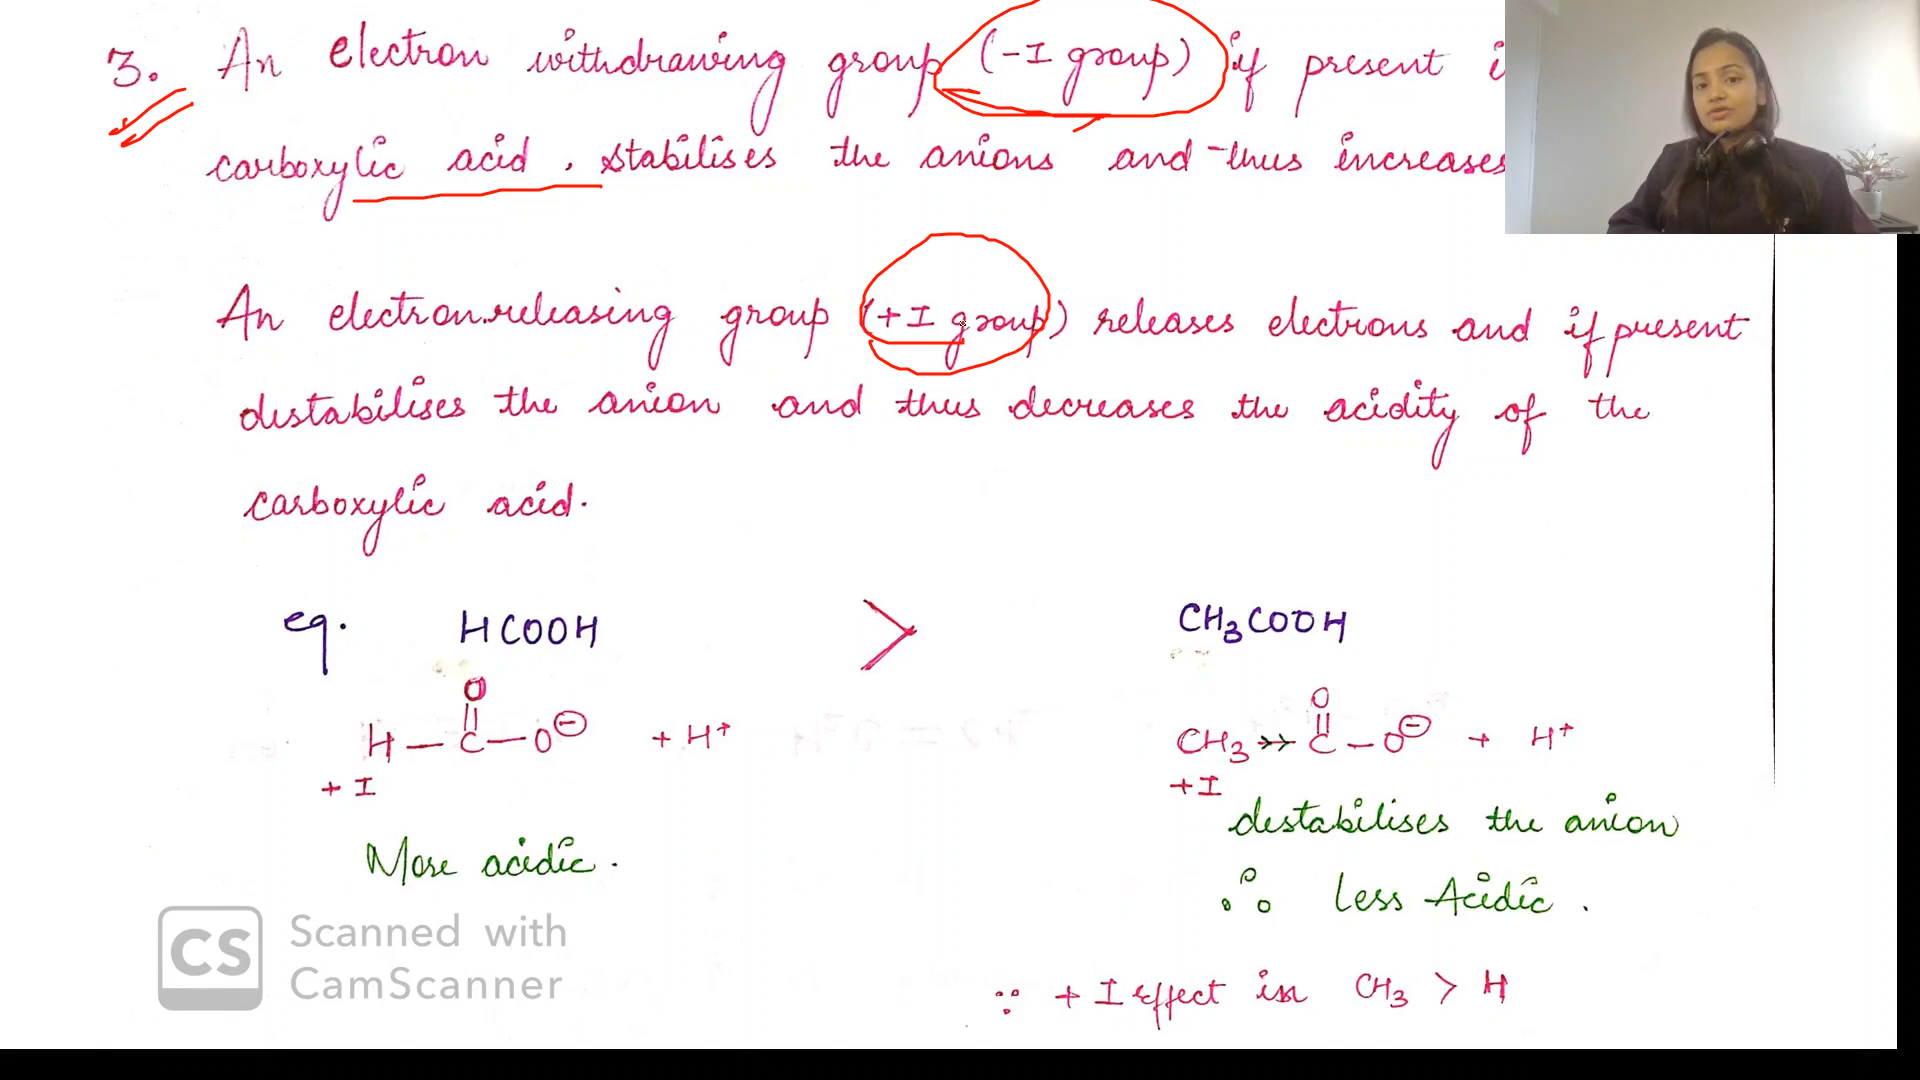 3. An electron withdrawing group (-I group) if present
carboxylic acid, stabilises the anions and thus increases
An electron releasing group (+I group) releases electrons and if present
destabilises the anion and thus decreases the acidity of the
carboxylic acid.
eg. HCOOH > CH₃COOH
O O
|| ||
H — C — O⊖ + H⁺ CH₃ →→ C — O⊖ + H⁺
+I +I
destabilises the anion
More acidic.
∴ Less Acidic.
CS Scanned with
CamScanner
∵ + I effect in CH₃ > H